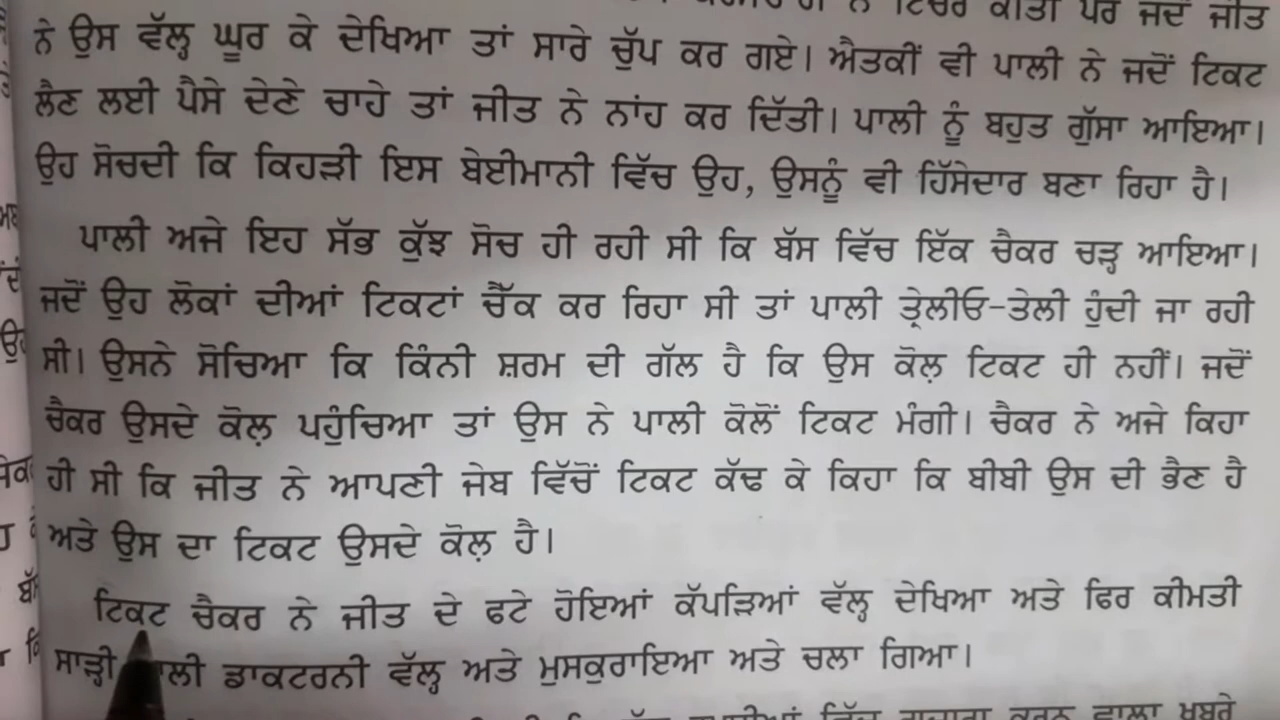 ਟਿਚਰ ਕੀਤੀ ਪਰ ਜਦੋਂ ਜੀਤ
ਨੇ ਉਸ ਵੱਲ੍ਹ ਘੂਰ ਕੇ ਦੇਖਿਆ ਤਾਂ ਸਾਰੇ ਚੁੱਪ ਕਰ ਗਏ। ਐਤਕੀਂ ਵੀ ਪਾਲੀ ਨੇ ਜਦੋਂ ਟਿਕਟ
ਲੈਣ ਲਈ ਪੈਸੇ ਦੇਣੇ ਚਾਹੇ ਤਾਂ ਜੀਤ ਨੇ ਨਾਂਹ ਕਰ ਦਿੱਤੀ। ਪਾਲੀ ਨੂੰ ਬਹੁਤ ਗੁੱਸਾ ਆਇਆ।
ਉਹ ਸੋਚਦੀ ਕਿ ਕਿਹੜੀ ਇਸ ਬੇਈਮਾਨੀ ਵਿੱਚ ਉਹ, ਉਸਨੂੰ ਵੀ ਹਿੱਸੇਦਾਰ ਬਣਾ ਰਿਹਾ ਹੈ।
ਪਾਲੀ ਅਜੇ ਇਹ ਸੱਭ ਕੁੱਝ ਸੋਚ ਹੀ ਰਹੀ ਸੀ ਕਿ ਬੱਸ ਵਿੱਚ ਇੱਕ ਚੈਕਰ ਚੜ੍ਹ ਆਇਆ।
ਜਦੋਂ ਉਹ ਲੋਕਾਂ ਦੀਆਂ ਟਿਕਟਾਂ ਚੈੱਕ ਕਰ ਰਿਹਾ ਸੀ ਤਾਂ ਪਾਲੀ ਤ੍ਰੇਲੀਓ-ਤੇਲੀ ਹੁੰਦੀ ਜਾ ਰਹੀ
ਸੀ। ਉਸਨੇ ਸੋਚਿਆ ਕਿ ਕਿੰਨੀ ਸ਼ਰਮ ਦੀ ਗੱਲ ਹੈ ਕਿ ਉਸ ਕੋਲ਼ ਟਿਕਟ ਹੀ ਨਹੀਂ। ਜਦੋਂ
ਚੈਕਰ ਉਸਦੇ ਕੋਲ਼ ਪਹੁੰਚਿਆ ਤਾਂ ਉਸ ਨੇ ਪਾਲੀ ਕੋਲੋਂ ਟਿਕਟ ਮੰਗੀ। ਚੈਕਰ ਨੇ ਅਜੇ ਕਿਹਾ
ਹੀ ਸੀ ਕਿ ਜੀਤ ਨੇ ਆਪਣੀ ਜੇਬ ਵਿੱਚੋਂ ਟਿਕਟ ਕੱਢ ਕੇ ਕਿਹਾ ਕਿ ਬੀਬੀ ਉਸ ਦੀ ਭੈਣ ਹੈ
ਅਤੇ ਉਸ ਦਾ ਟਿਕਟ ਉਸਦੇ ਕੋਲ਼ ਹੈ।
ਟਿਕਟ ਚੈਕਰ ਨੇ ਜੀਤ ਦੇ ਫਟੇ ਹੋਇਆਂ ਕੱਪੜਿਆਂ ਵੱਲ੍ਹ ਦੇਖਿਆ ਅਤੇ ਫਿਰ ਕੀਮਤੀ
ਸਾੜ੍ਹੀ ਡਾਕਟਰਨੀ ਵੱਲ੍ਹ ਅਤੇ ਮੁਸਕੁਰਾਇਆ ਅਤੇ ਚਲਾ ਗਿਆ।